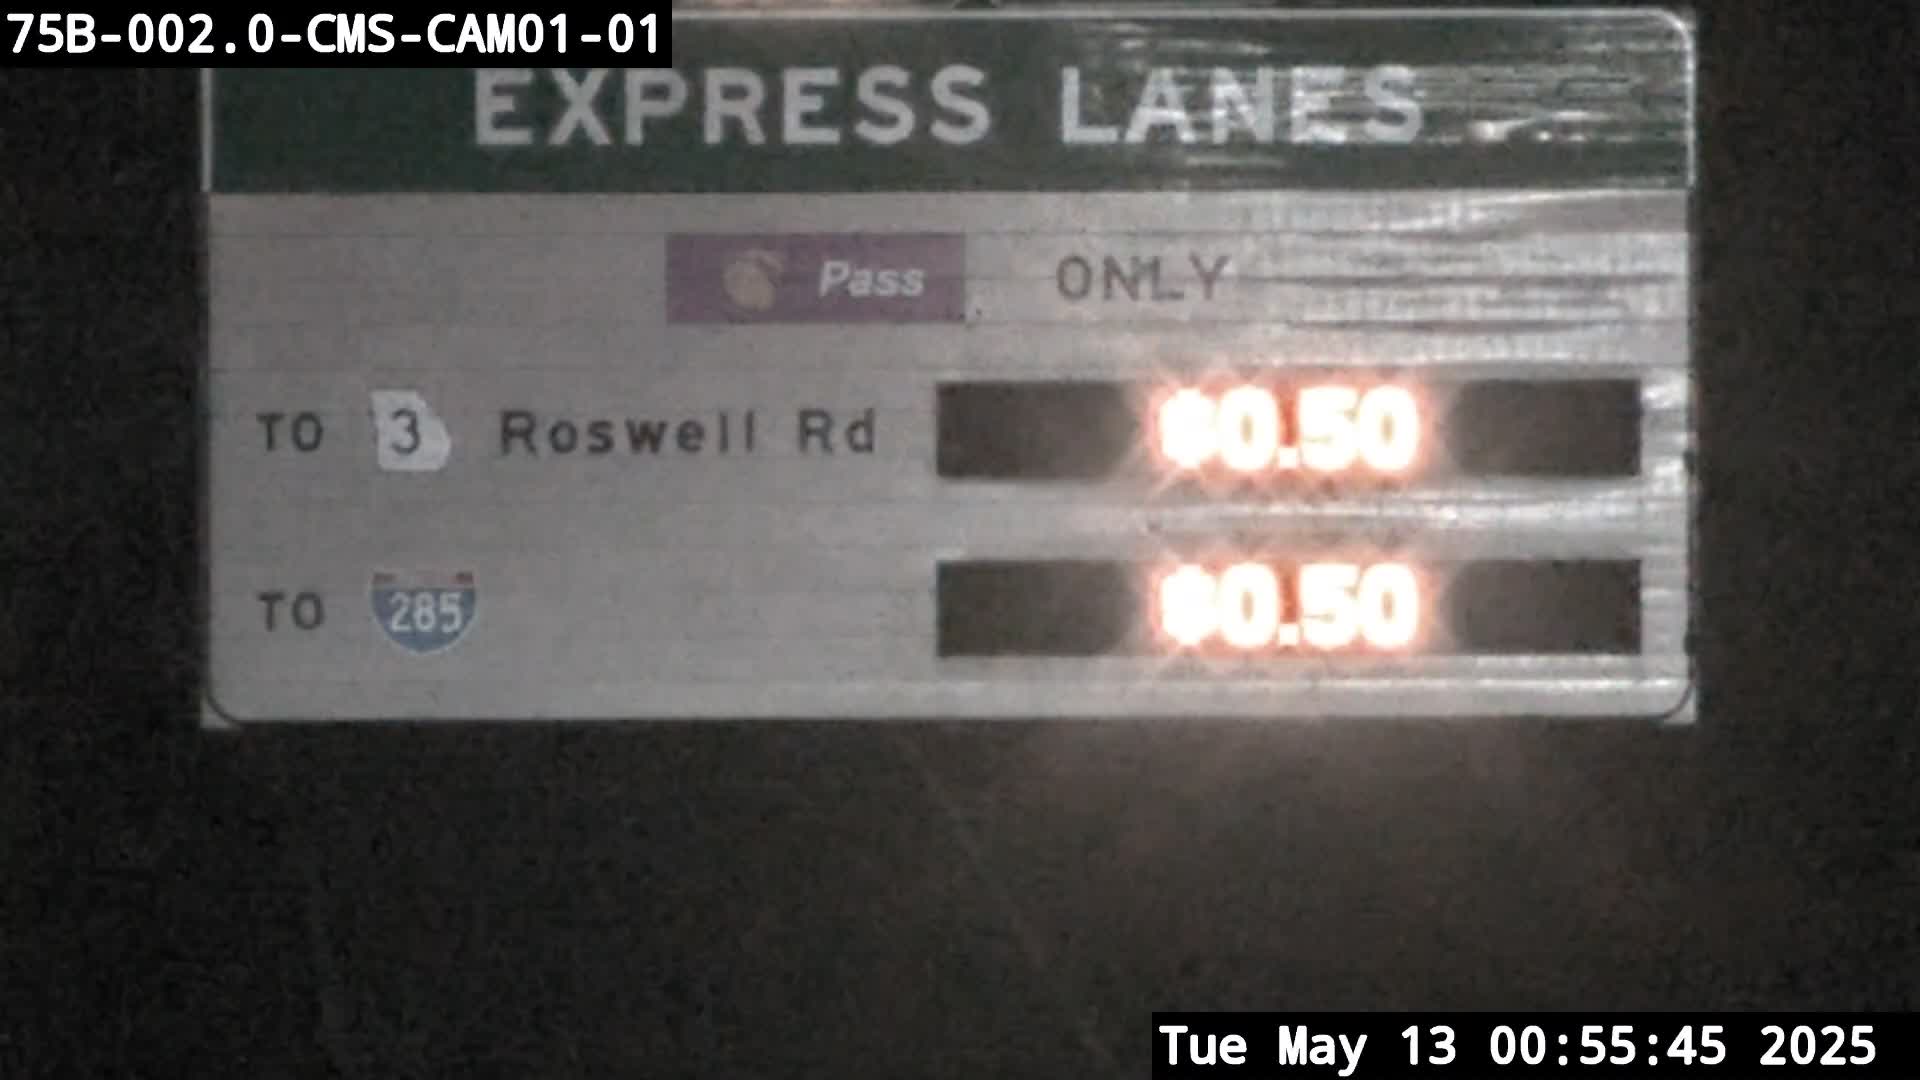 75B-002.0-CMS-CAM01-01
EXPRESS LANES
Pass ONLY
TO 3 Roswell Rd $0.50
TO 285 $0.50
Tue May 13 00:55:45 2025